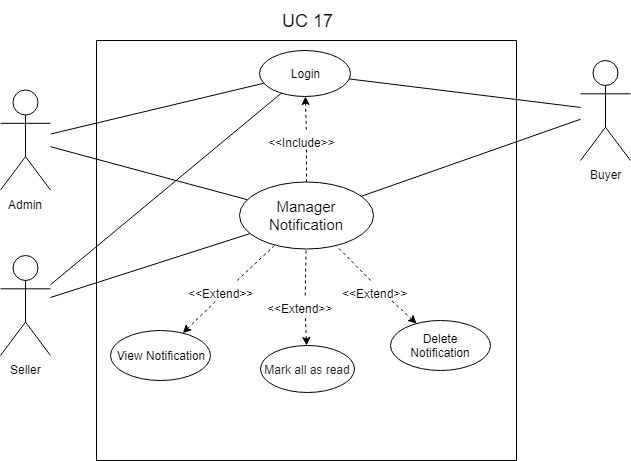 UC 17
Login
<<Include>>
Admin
Buyer
Manager
Notification
<<Extend>>
<<Extend>>
<<Extend>>
Seller
View Notification
Mark all as read
Delete
Notification